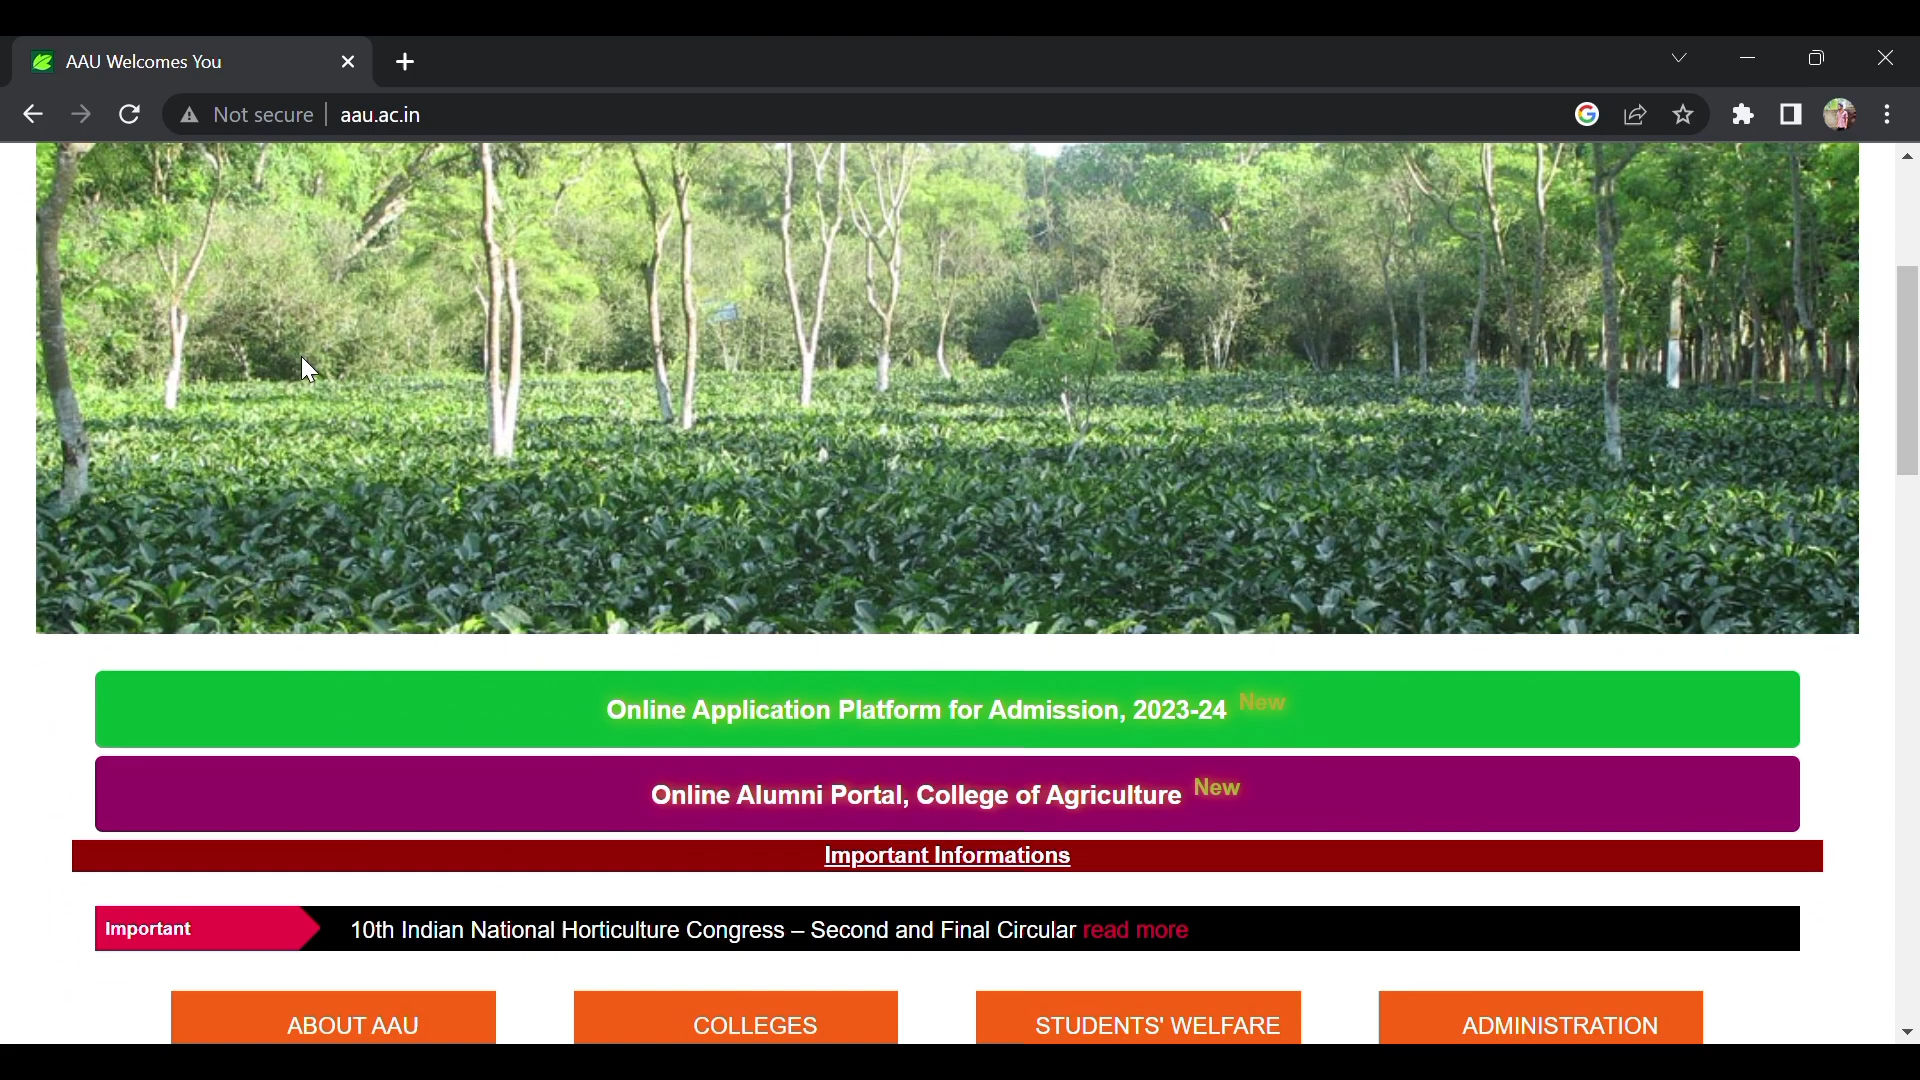 AAU Welcomes You
Not secure | aau.ac.in
Online Application Platform for Admission, 2023-24 New
Online Alumni Portal, College of Agriculture New
Important Informations
Important 10th Indian National Horticulture Congress – Second and Final Circular read more
ABOUT AAU COLLEGES STUDENTS' WELFARE ADMINISTRATION